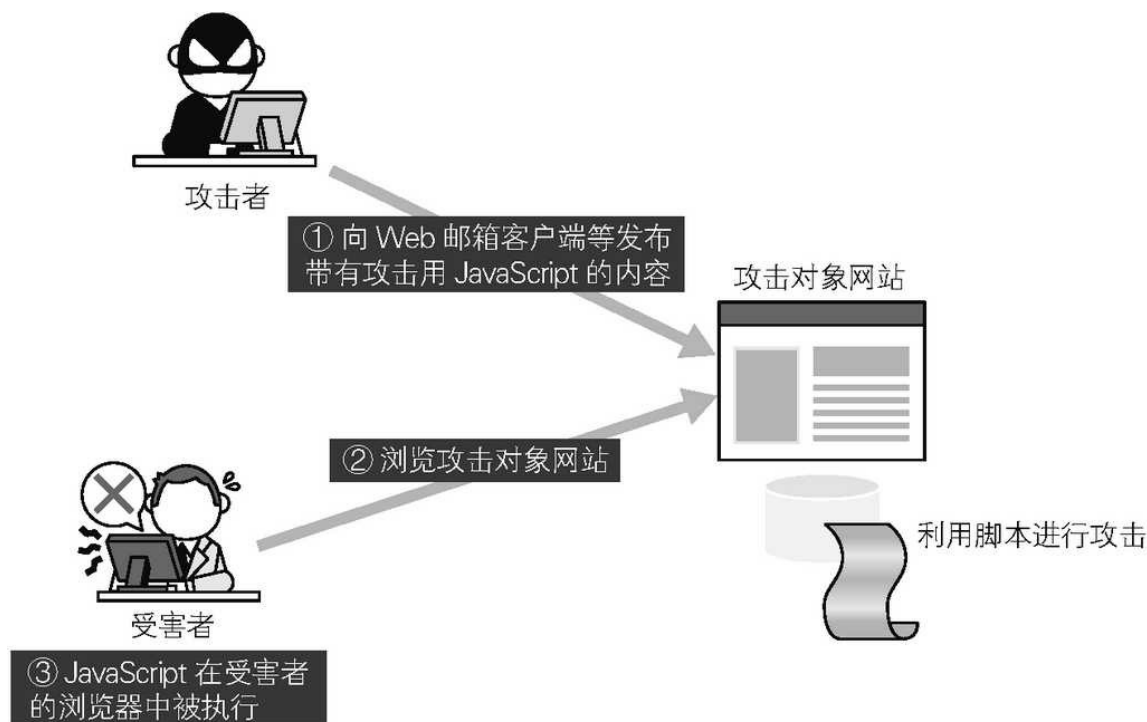 攻击者
① 向 Web 邮箱客户端等发布
带有攻击用 JavaScript 的内容
攻击对象网站
② 浏览攻击对象网站
利用脚本进行攻击
受害者
③ JavaScript 在受害者
的浏览器中被执行